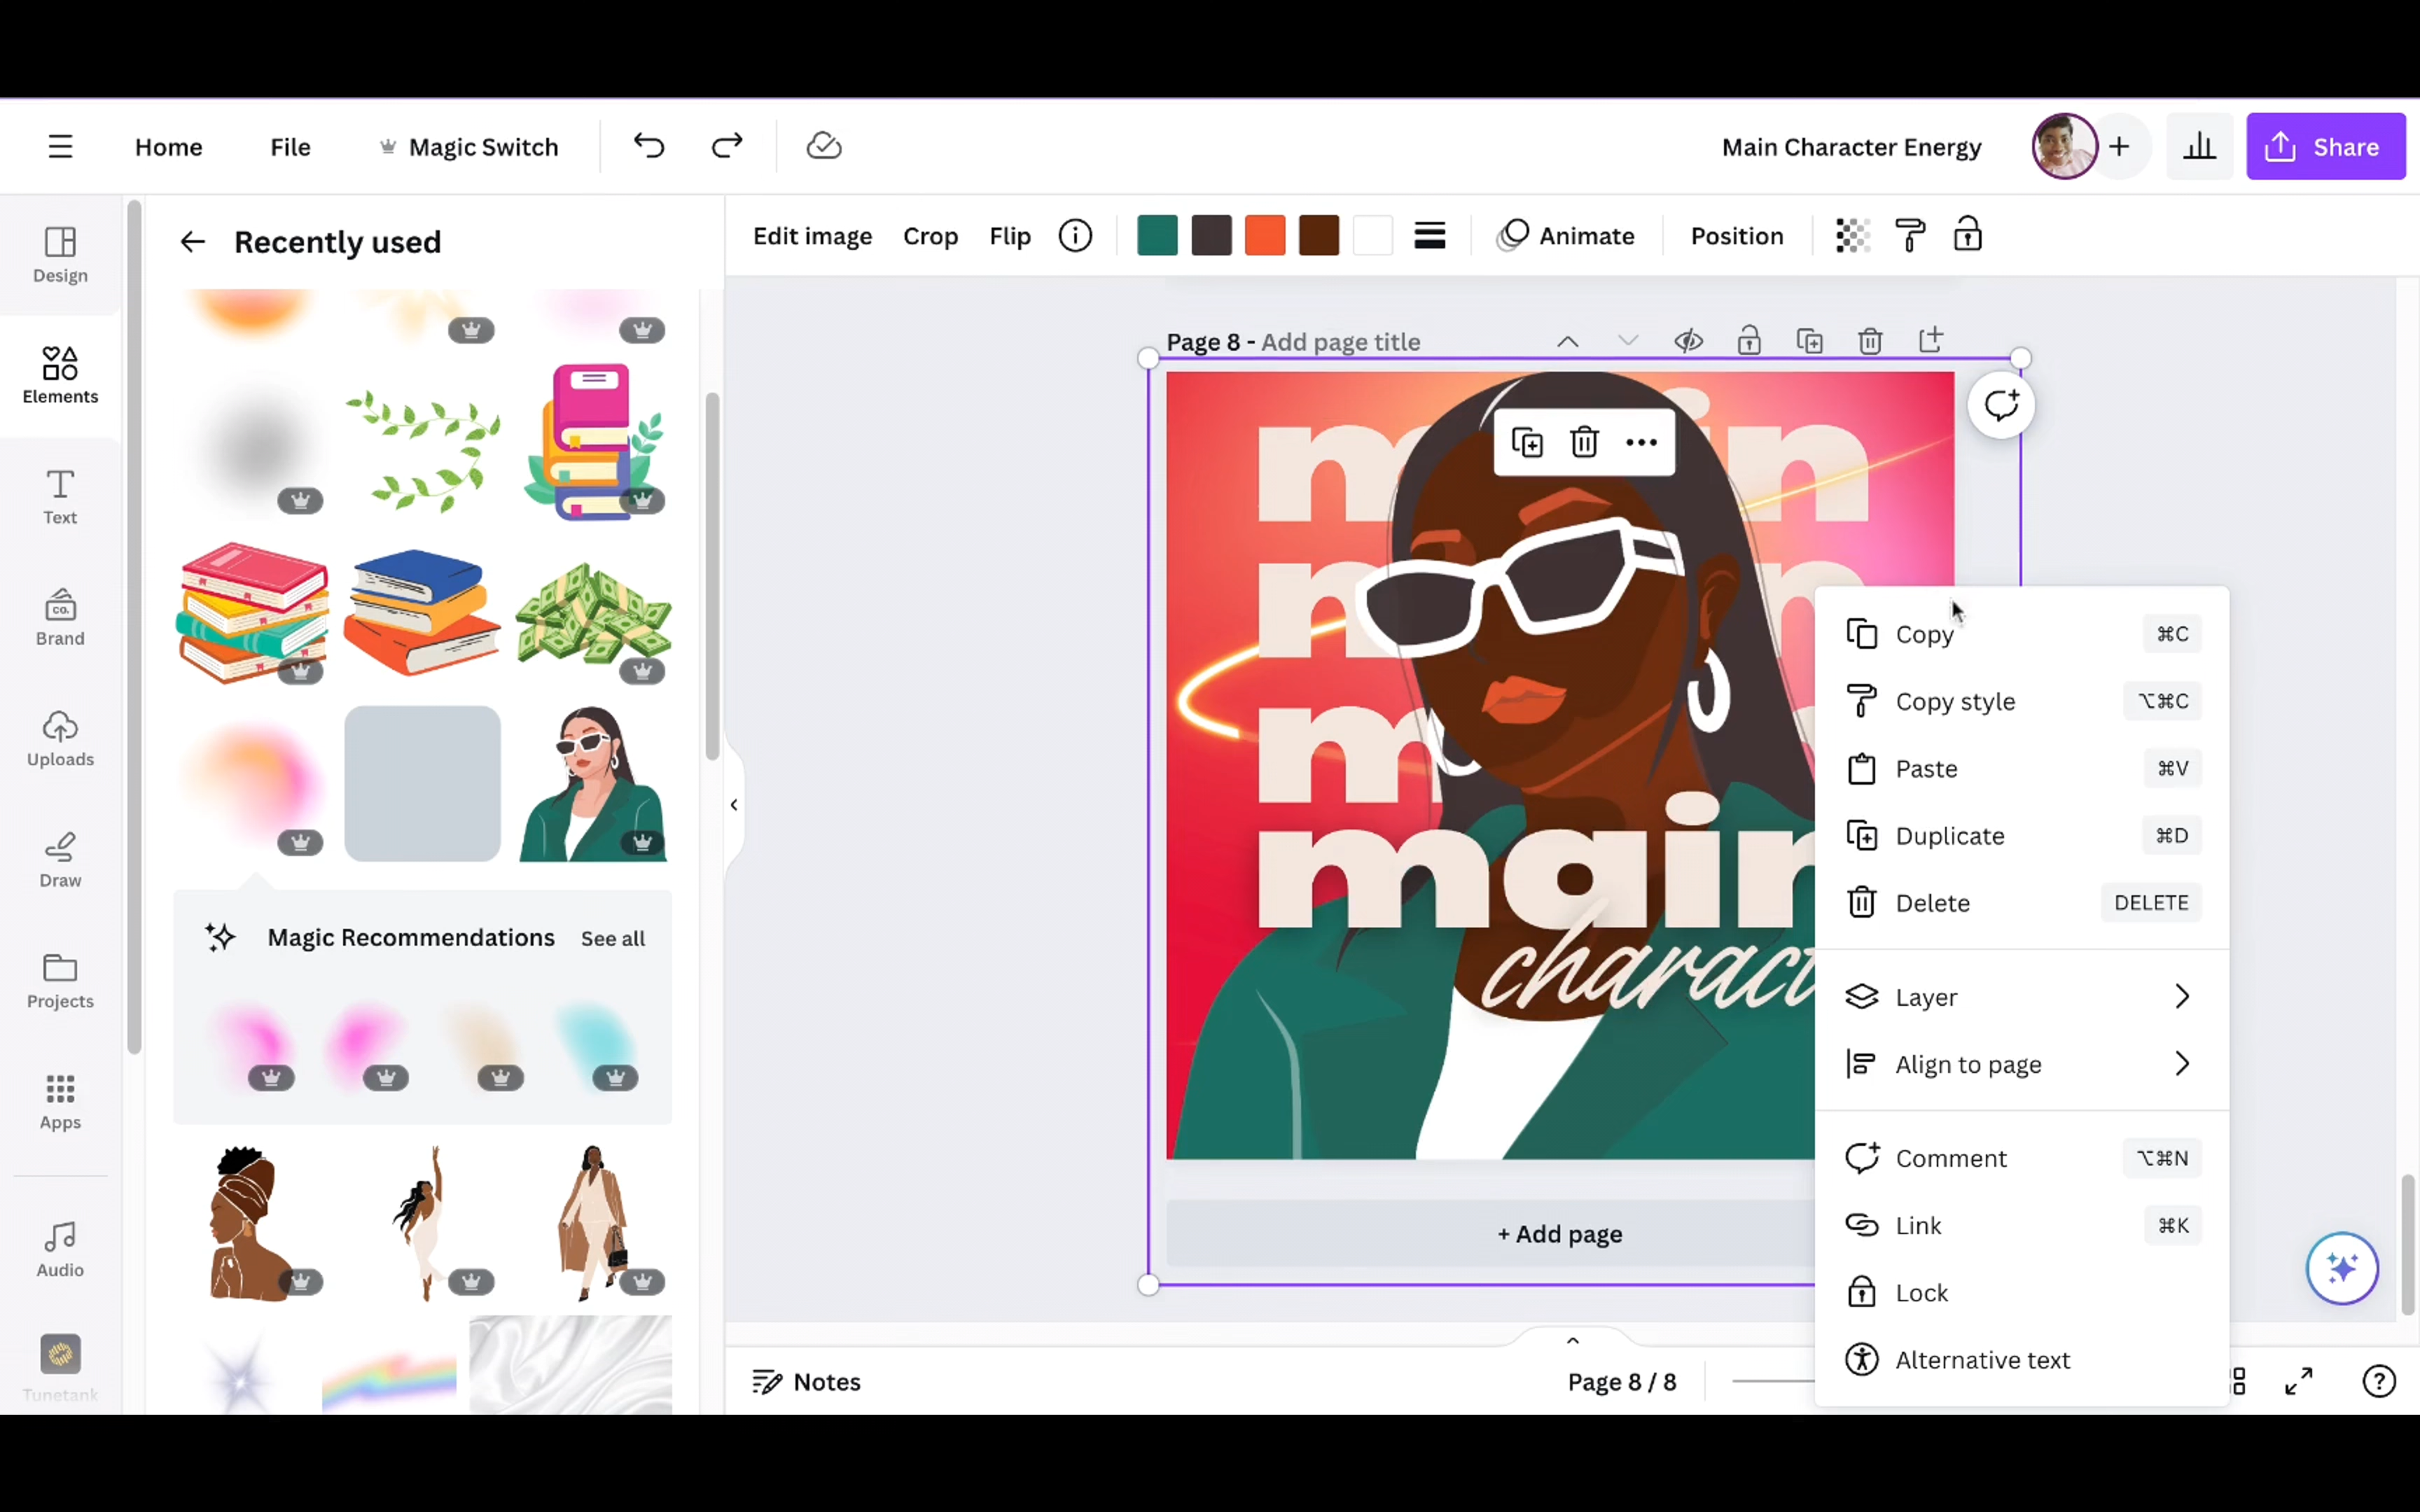 Home File Magic Switch Main Character Energy + Share
Design
Elements
Text
CO.
Brand
Uploads
Draw
Projects
Apps
Audio
Tunetank
Recently used
Magic Recommendations See all
Edit image Crop Flip Animate Position
Page 8 - Add page title
main
charact
+ Add page
Copy ⌘C
Copy style ⌥⌘C
Paste ⌘V
Duplicate ⌘D
Delete DELETE
Layer
Align to page
Comment ⌥⌘N
Link ⌘K
Lock
Alternative text
Notes Page 8 / 8